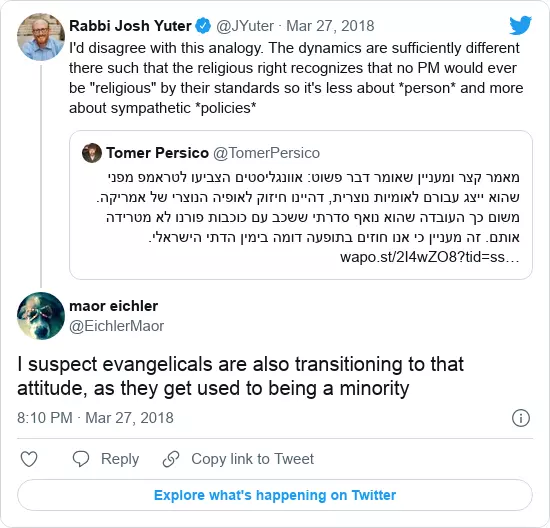 Rabbi Josh Yuter @JYuter · Mar 27, 2018
I'd disagree with this analogy. The dynamics are sufficiently different
there such that the religious right recognizes that no PM would ever
be "religious" by their standards so it's less about *person* and more
about sympathetic *policies*
Tomer Persico @TomerPersico
מאמר קצר ומעניין שאומר דבר פשוט: אוונגליסטים הצביעו לטראמפ מפני
שהוא ייצג עבורם לאומיות נוצרית, דהיינו חיזוק לאופיה הנוצרי של אמריקה.
משום כך העובדה שהוא נואף סדרתי ששכב עם כוכבות פורנו לא מטרידה
אותם. זה מעניין כי אנו חוזים בתופעה דומה בימין הדתי הישראלי.
wapo.st/2I4wZO8?tid=ss…
maor eichler
@EichlerMaor
I suspect evangelicals are also transitioning to that
attitude, as they get used to being a minority
8:10 PM · Mar 27, 2018
Reply
Copy link to Tweet
Explore what's happening on Twitter